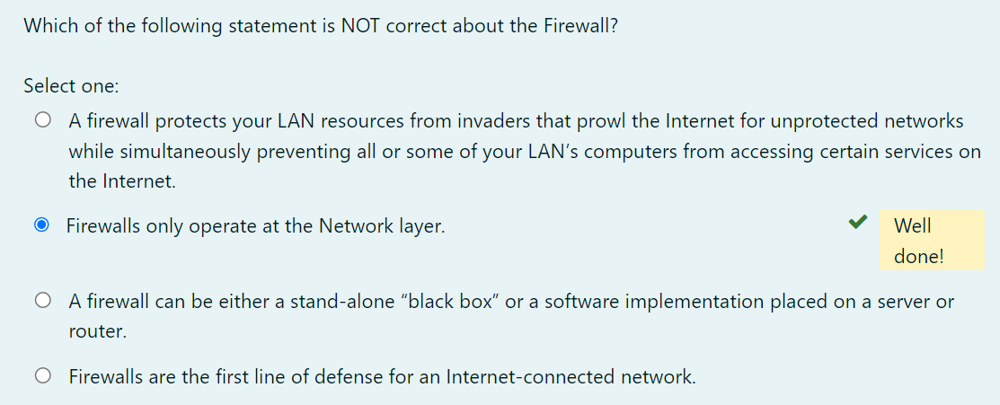 Which of the following statement is NOT correct about the Firewall?
Select one:
A firewall protects your LAN resources from invaders that prowl the Internet for unprotected networks
while simultaneously preventing all or some of your LAN’s computers from accessing certain services on
the Internet.
Firewalls only operate at the Network layer.
Well
done!
A firewall can be either a stand-alone “black box” or a software implementation placed on a server or
router.
Firewalls are the first line of defense for an Internet-connected network.